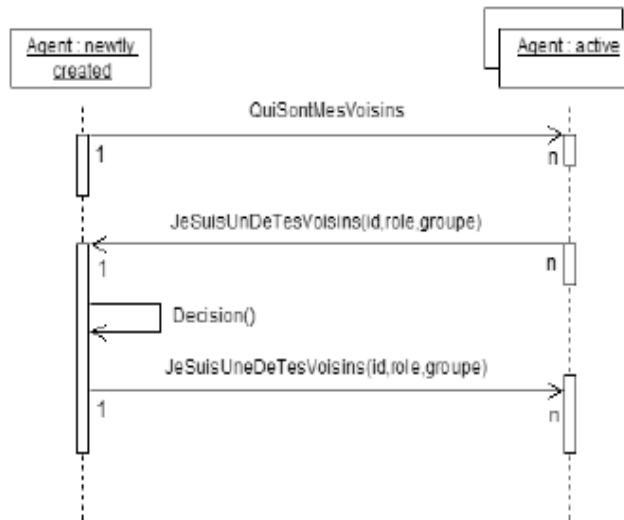 Agent : newtly
created
Agent : active
QuiSontMesVoisins
1
n
JeSuisUnDeTesVoisins(id,role,groupe)
1
n
Decision()
JeSuisUneDeTesVoisins(id,role,groupe)
1
n